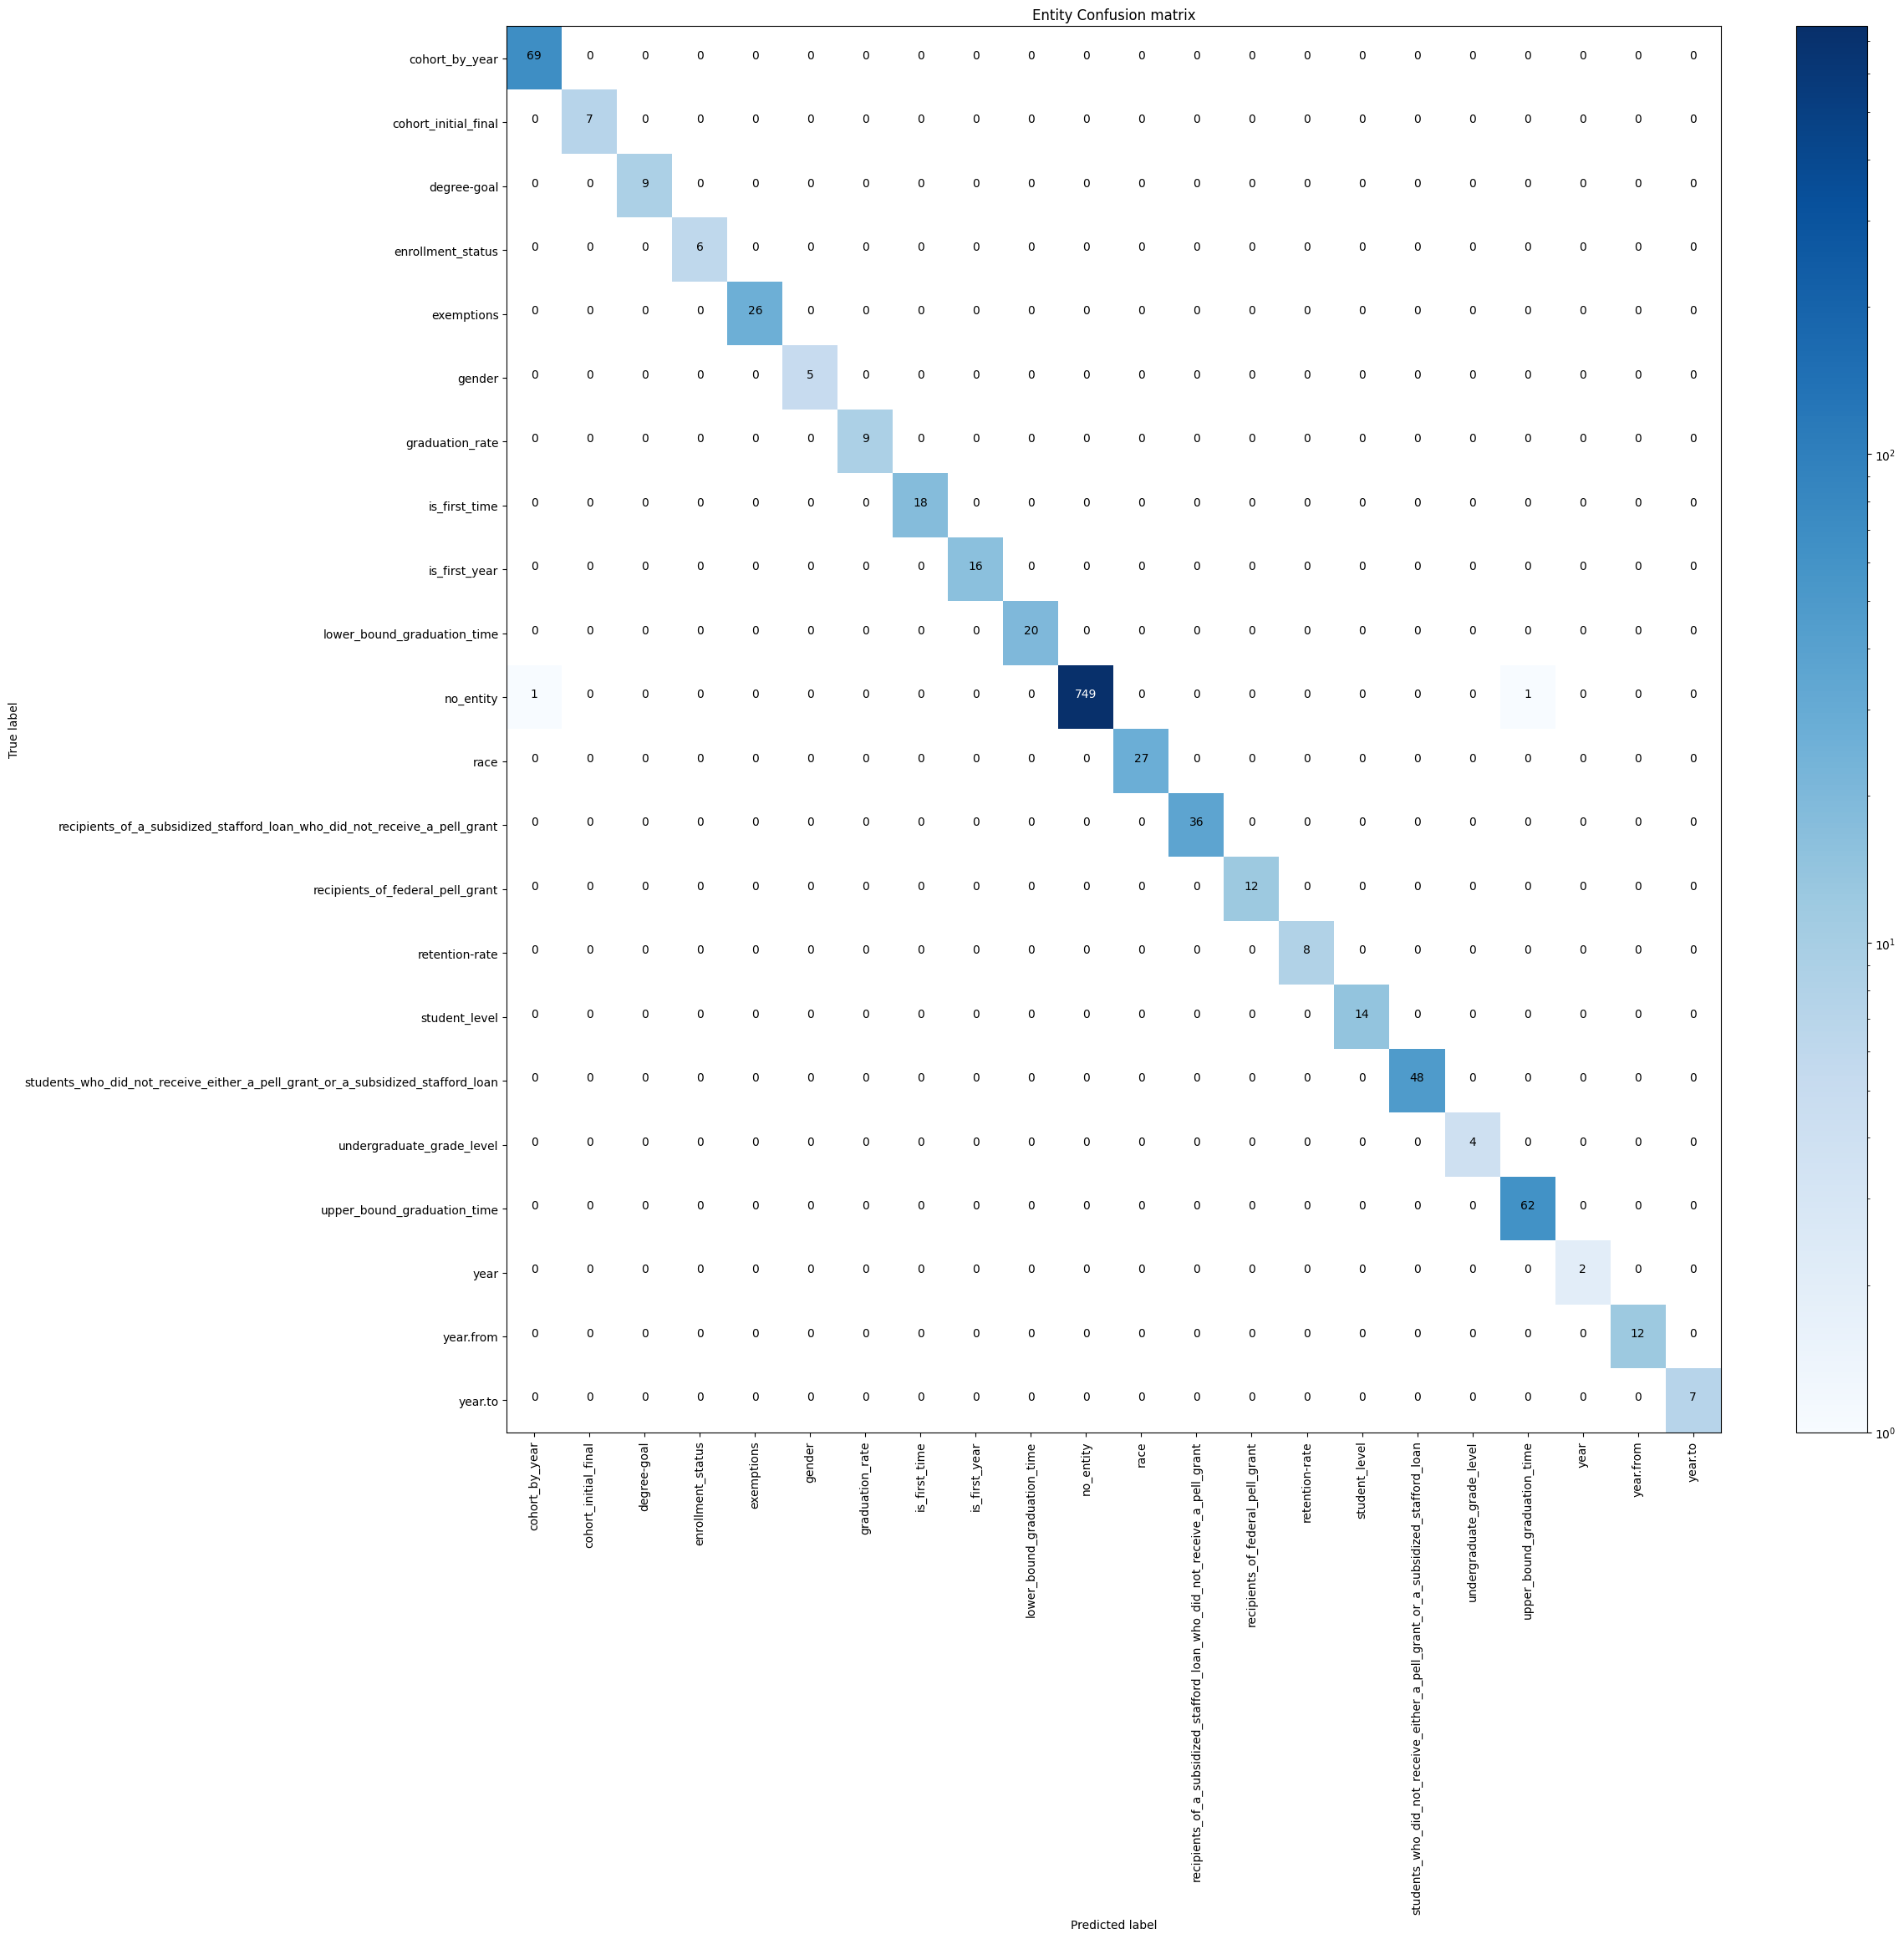 Entity Confusion matrix
True label
cohort_by_year 69 0 0 0 0 0 0 0 0 0 0 0 0 0 0 0 0 0 0 0 0 0
cohort_initial_final 0 7 0 0 0 0 0 0 0 0 0 0 0 0 0 0 0 0 0 0 0 0
degree-goal 0 0 9 0 0 0 0 0 0 0 0 0 0 0 0 0 0 0 0 0 0 0
enrollment_status 0 0 0 6 0 0 0 0 0 0 0 0 0 0 0 0 0 0 0 0 0 0
exemptions 0 0 0 0 26 0 0 0 0 0 0 0 0 0 0 0 0 0 0 0 0 0
gender 0 0 0 0 0 5 0 0 0 0 0 0 0 0 0 0 0 0 0 0 0 0
graduation_rate 0 0 0 0 0 0 9 0 0 0 0 0 0 0 0 0 0 0 0 0 0 0
is_first_time 0 0 0 0 0 0 0 18 0 0 0 0 0 0 0 0 0 0 0 0 0 0
is_first_year 0 0 0 0 0 0 0 0 16 0 0 0 0 0 0 0 0 0 0 0 0 0
lower_bound_graduation_time 0 0 0 0 0 0 0 0 0 20 0 0 0 0 0 0 0 0 0 0 0 0
no_entity 1 0 0 0 0 0 0 0 0 0 749 0 0 0 0 0 0 0 1 0 0 0
race 0 0 0 0 0 0 0 0 0 0 0 27 0 0 0 0 0 0 0 0 0 0
recipients_of_a_subsidized_stafford_loan_who_did_not_receive_a_pell_grant 0 0 0 0 0 0 0 0 0 0 0 0 36 0 0 0 0 0 0 0 0 0
recipients_of_federal_pell_grant 0 0 0 0 0 0 0 0 0 0 0 0 0 12 0 0 0 0 0 0 0 0
retention-rate 0 0 0 0 0 0 0 0 0 0 0 0 0 0 8 0 0 0 0 0 0 0
student_level 0 0 0 0 0 0 0 0 0 0 0 0 0 0 0 14 0 0 0 0 0 0
students_who_did_not_receive_either_a_pell_grant_or_a_subsidized_stafford_loan 0 0 0 0 0 0 0 0 0 0 0 0 0 0 0 0 48 0 0 0 0 0
undergraduate_grade_level 0 0 0 0 0 0 0 0 0 0 0 0 0 0 0 0 0 4 0 0 0 0
upper_bound_graduation_time 0 0 0 0 0 0 0 0 0 0 0 0 0 0 0 0 0 0 62 0 0 0
year 0 0 0 0 0 0 0 0 0 0 0 0 0 0 0 0 0 0 0 2 0 0
year.from 0 0 0 0 0 0 0 0 0 0 0 0 0 0 0 0 0 0 0 0 12 0
year.to 0 0 0 0 0 0 0 0 0 0 0 0 0 0 0 0 0 0 0 0 0 7
cohort_by_year
cohort_initial_final
degree-goal
enrollment_status
exemptions
gender
graduation_rate
is_first_time
is_first_year
lower_bound_graduation_time
no_entity
race
recipients_of_a_subsidized_stafford_loan_who_did_not_receive_a_pell_grant
recipients_of_federal_pell_grant
retention-rate
student_level
students_who_did_not_receive_either_a_pell_grant_or_a_subsidized_stafford_loan
undergraduate_grade_level
upper_bound_graduation_time
year
year.from
year.to
Predicted label
10²
10¹
10⁰